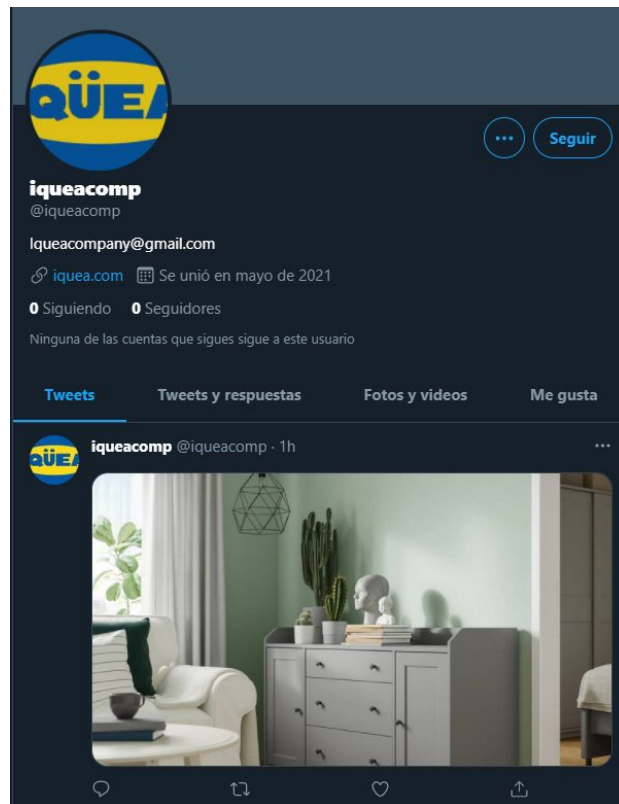 QÜEA
Seguir
iqueacomp
@iqueacomp
Iqueacompany@gmail.com
iquea.com Se unió en mayo de 2021
0 Siguiendo 0 Seguidores
Ninguna de las cuentas que sigues sigue a este usuario
Tweets Tweets y respuestas Fotos y videos Me gusta
QÜEA
iqueacomp @iqueacomp · 1h